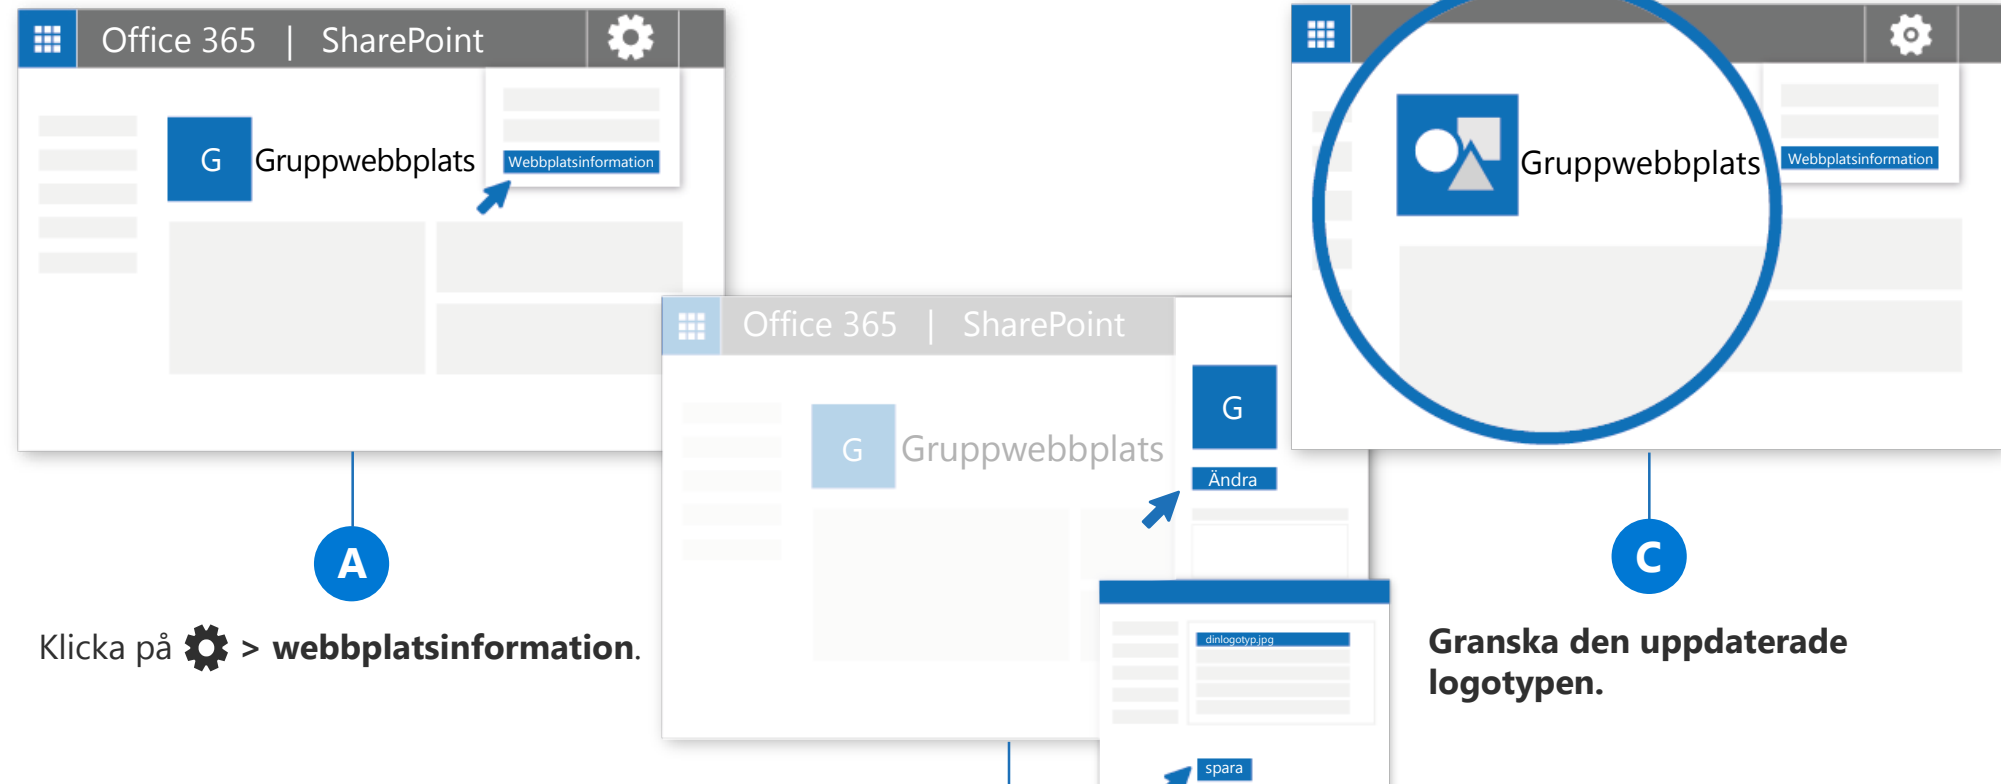 Office 365 | SharePoint
G Gruppwebbplats
Webbplatsinformation
A
Klicka på > webbplatsinformation.
Office 365 | SharePoint
G Gruppwebbplats
G
Ändra
dinlogotyp.jpg
spara
Gruppwebbplats
Webbplatsinformation
C
Granska den uppdaterade
logotypen.